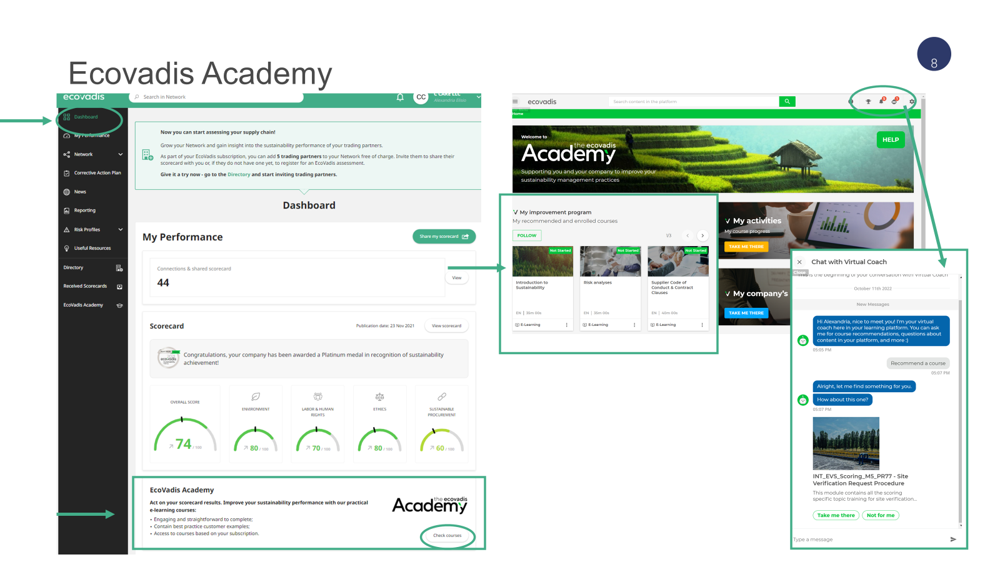 8
Ecovadis Academy
ecovadis
Search in Network
CC
C CARE LLC
Alexandria Elisio
Dashboard
My Performance
Network
Corrective Action Plan
News
Reporting
Risk Profiles
Useful Resources
Directory
Received Scorecards
EcoVadis Academy
Now you can start assessing your supply chain!
Grow your Network and gain insight into the sustainability performance of your trading partners.
As part of your EcoVadis subscription, you can add 5 trading partners to your Network free of charge. Invite them to share their
scorecard with you or, if they do not have one yet, to register for an EcoVadis assessment.
Give it a try now - go to the Directory and start inviting trading partners.
Dashboard
My Performance
Share my scorecard
Connections & shared scorecard
44
View
Scorecard
Publication date: 23 Nov 2021
View scorecard
2021
ecovadis
Congratulations, your company has been awarded a Platinum medal in recognition of sustainability
achievement!
OVERALL SCORE
74 / 100
ENVIRONMENT
80 / 100
LABOR & HUMAN
RIGHTS
70 / 100
ETHICS
80 / 100
SUSTAINABLE
PROCUREMENT
60 / 100
EcoVadis Academy
Act on your scorecard results. Improve your sustainability performance with our practical
e-learning courses:
• Engaging and straightforward to complete;
• Contain best practice customer examples;
• Access to courses based on your subscription.
the ecovadis
Academy
Check courses
ecovadis
Search content in the platform
5
1
Home
Welcome to
the ecovadis
Academy
Supporting you and your company to improve your
sustainability management practices
HELP
My improvement program
My recommended and enrolled courses
FOLLOW
1/3
Not Started
Introduction to
Sustainability
EN | 35m 00s
E-Learning
Not Started
Risk analyses
EN | 35m 00s
E-Learning
Not Started
Supplier Code of
Conduct & Contract
Clauses
EN | 40m 00s
E-Learning
My activities
My course progress
TAKE ME THERE
My company's
TAKE ME THERE
Chat with Virtual Coach
Close
This is the beginning of your conversation with Virtual Coach
October 11th 2022
New Messages
Hi Alexandria, nice to meet you! I'm your virtual
coach here in your learning platform. You can ask
me for course recommendations, questions about
content in your platform, and more :)
05:05 PM
Recommend a course
05:07 PM
Alright, let me find something for you.
How about this one?
05:07 PM
INT_EVS_Scoring_M5_PR77 - Site
Verification Request Procedure
This module contains all the scoring
specific topic training for site verification...
Take me there
Not for me
Type a message